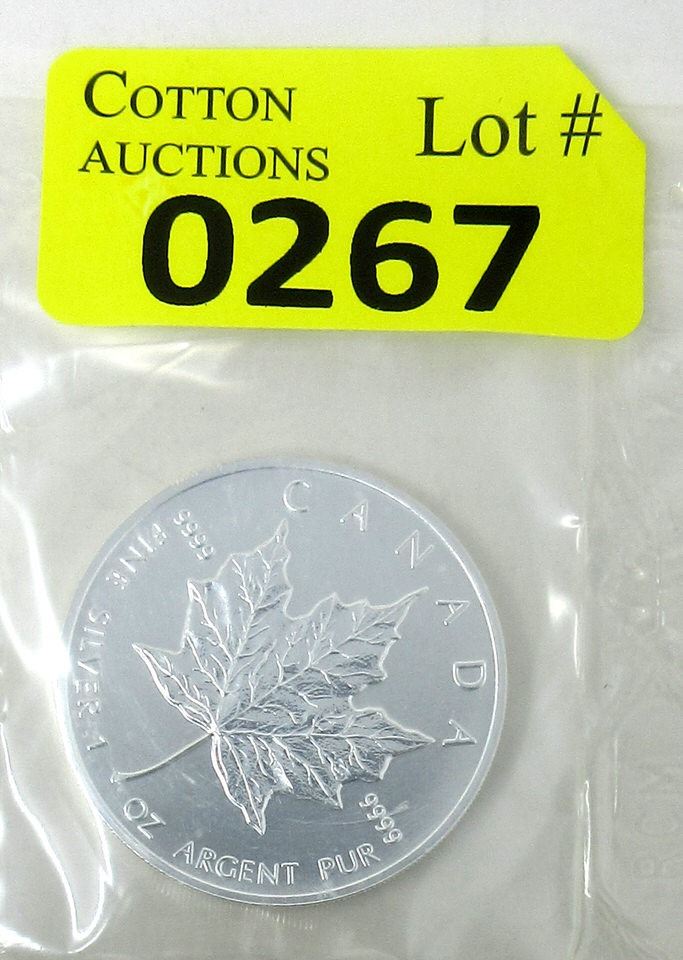 COTTON
AUCTIONS
Lot #
0267
CANADA
9999
FINE SILVER 1 OZ ARGENT PUR
9999